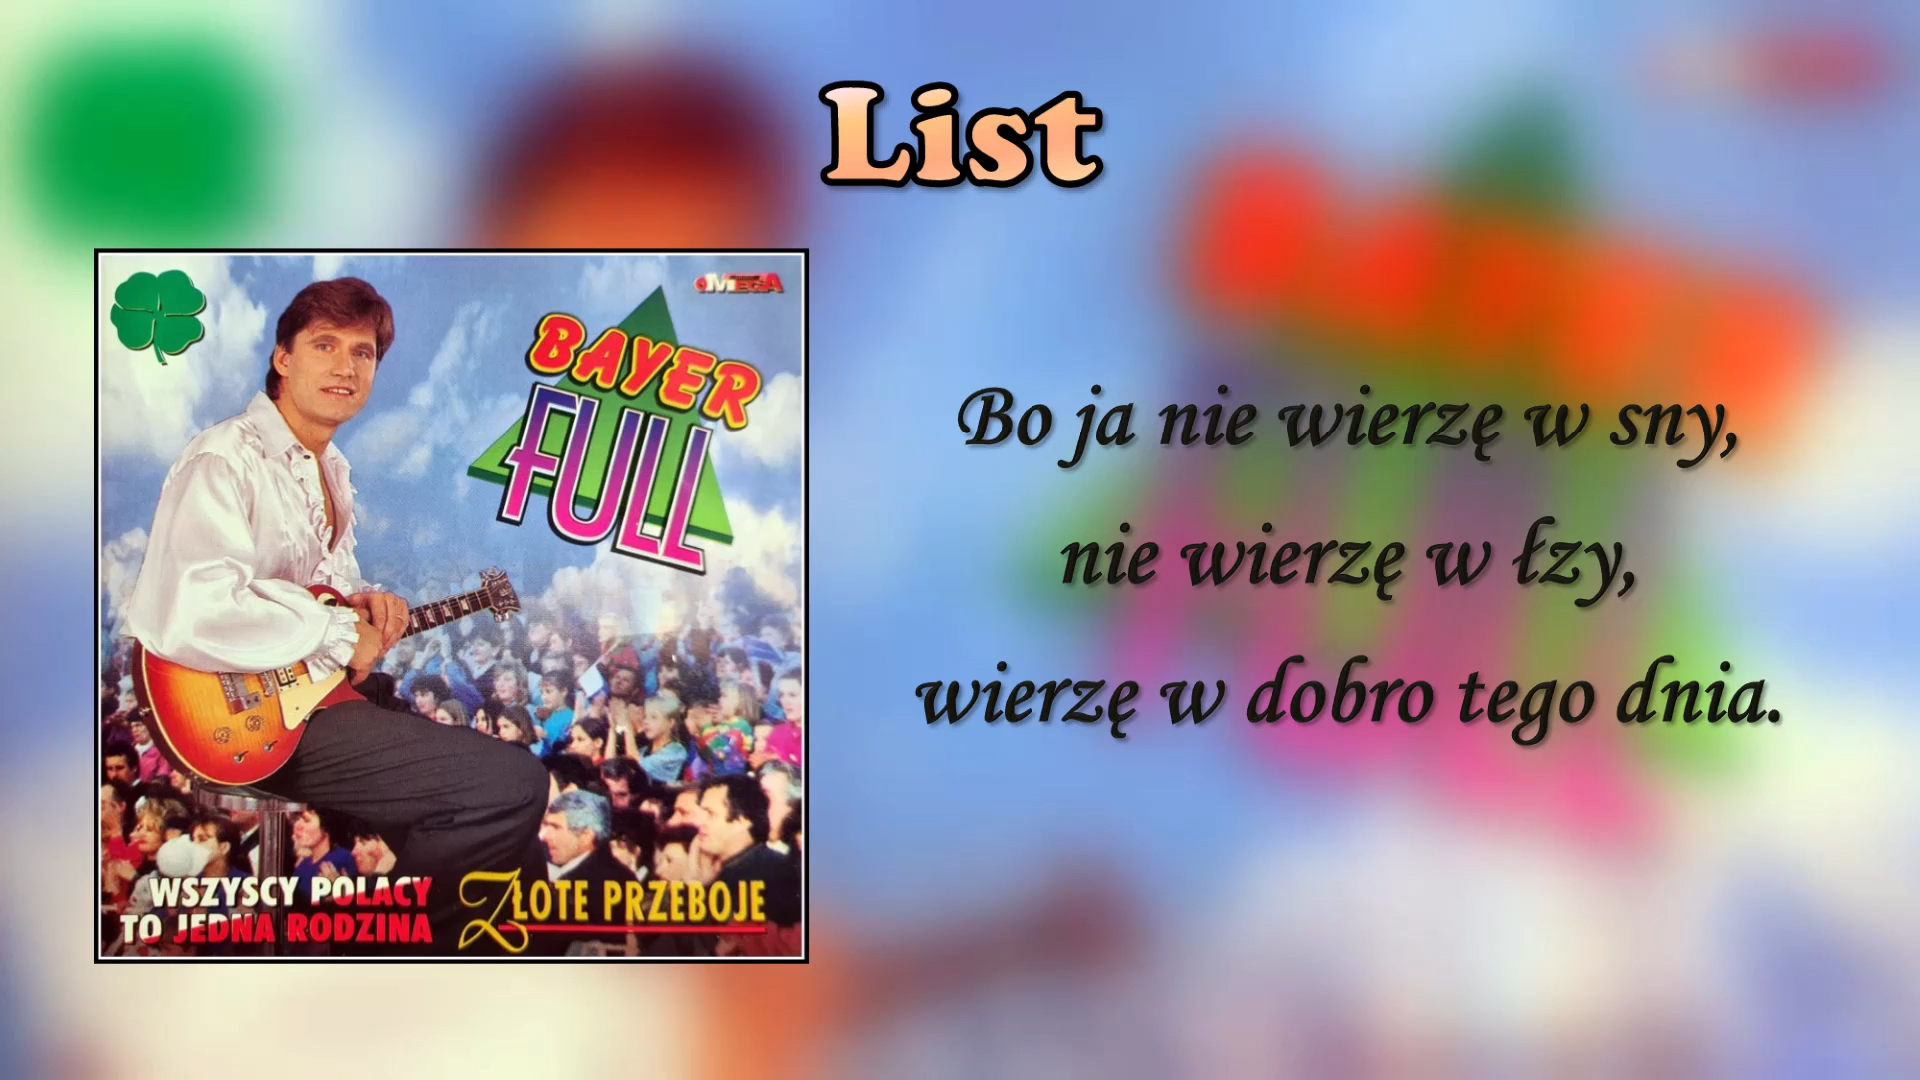 List
MEGA
BAYER
FULL
WSZYSCY POLACY
TO JEDNA RODZINA
ZŁOTE PRZEBOJE
Bo ja nie wierzę w sny,
nie wierzę w łzy,
wierzę w dobro tego dnia.